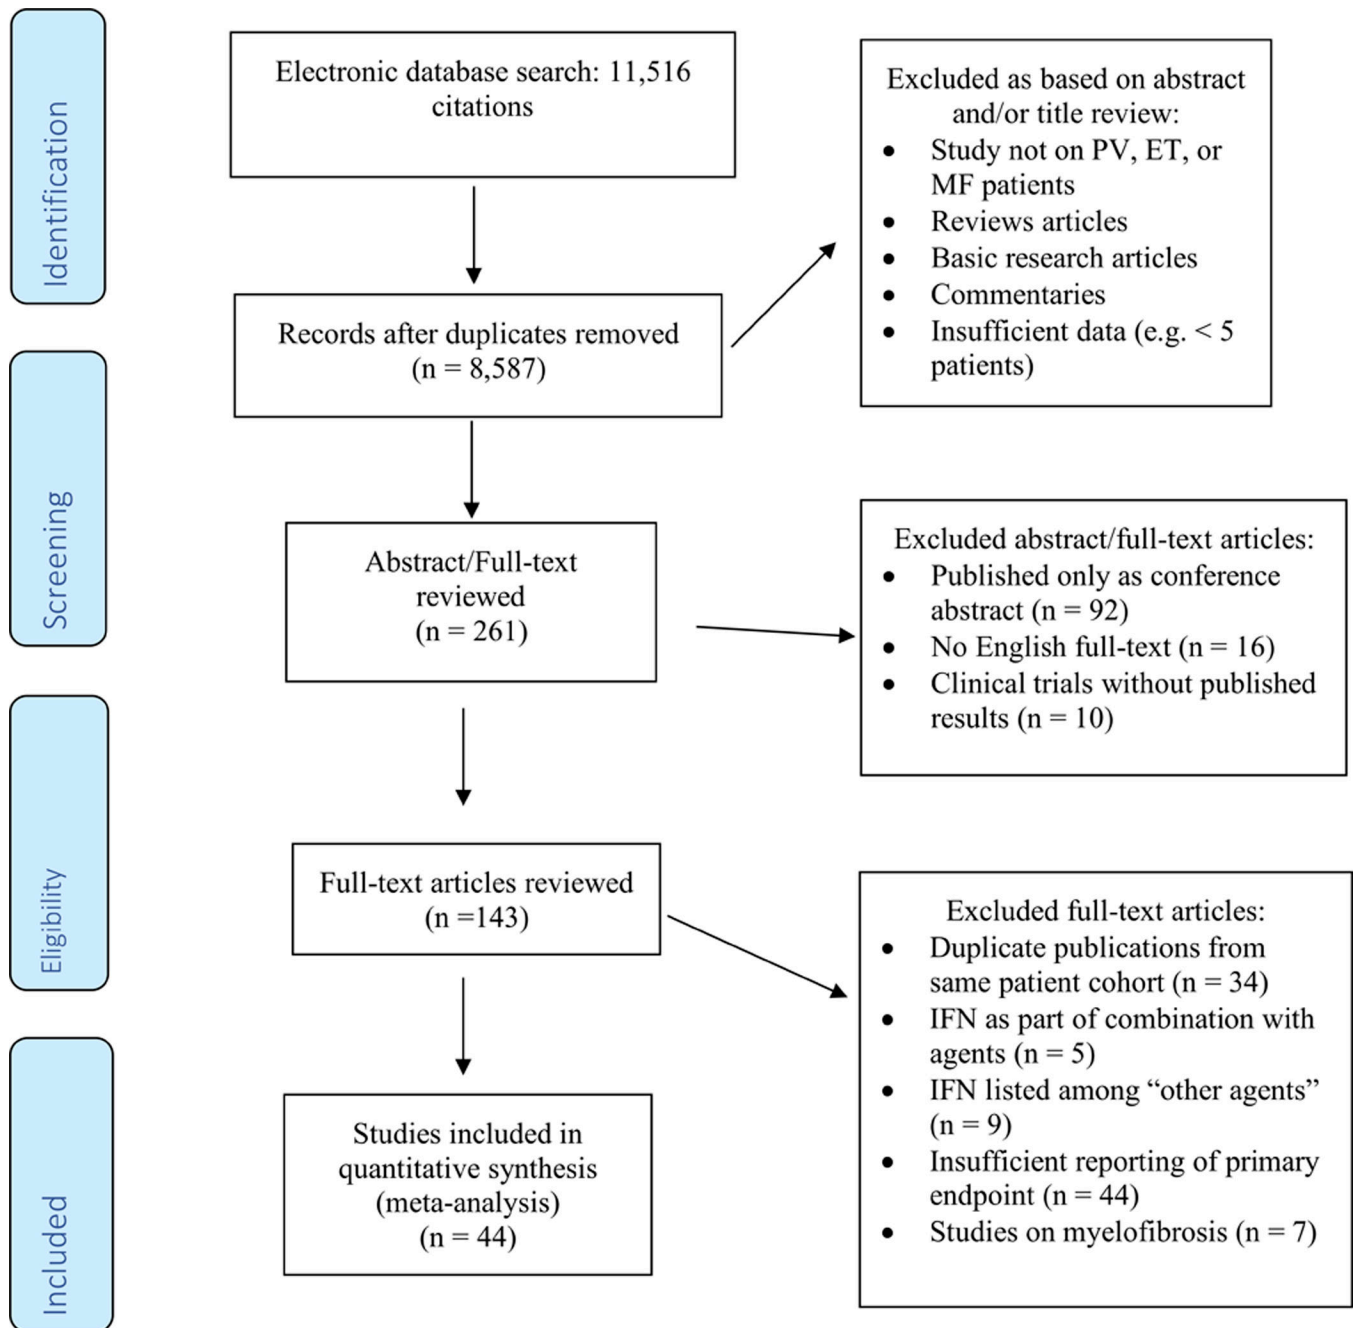 Identification
Electronic database search: 11,516
citations
Excluded as based on abstract
and/or title review:
• Study not on PV, ET, or
MF patients
• Reviews articles
• Basic research articles
• Commentaries
• Insufficient data (e.g. < 5
patients)
Records after duplicates removed
(n = 8,587)
Screening
Abstract/Full-text
reviewed
(n = 261)
Excluded abstract/full-text articles:
• Published only as conference
abstract (n = 92)
• No English full-text (n = 16)
• Clinical trials without published
results (n = 10)
Eligibility
Full-text articles reviewed
(n =143)
Excluded full-text articles:
• Duplicate publications from
same patient cohort (n = 34)
• IFN as part of combination with
agents (n = 5)
• IFN listed among “other agents”
(n = 9)
• Insufficient reporting of primary
endpoint (n = 44)
• Studies on myelofibrosis (n = 7)
Included
Studies included in
quantitative synthesis
(meta-analysis)
(n = 44)